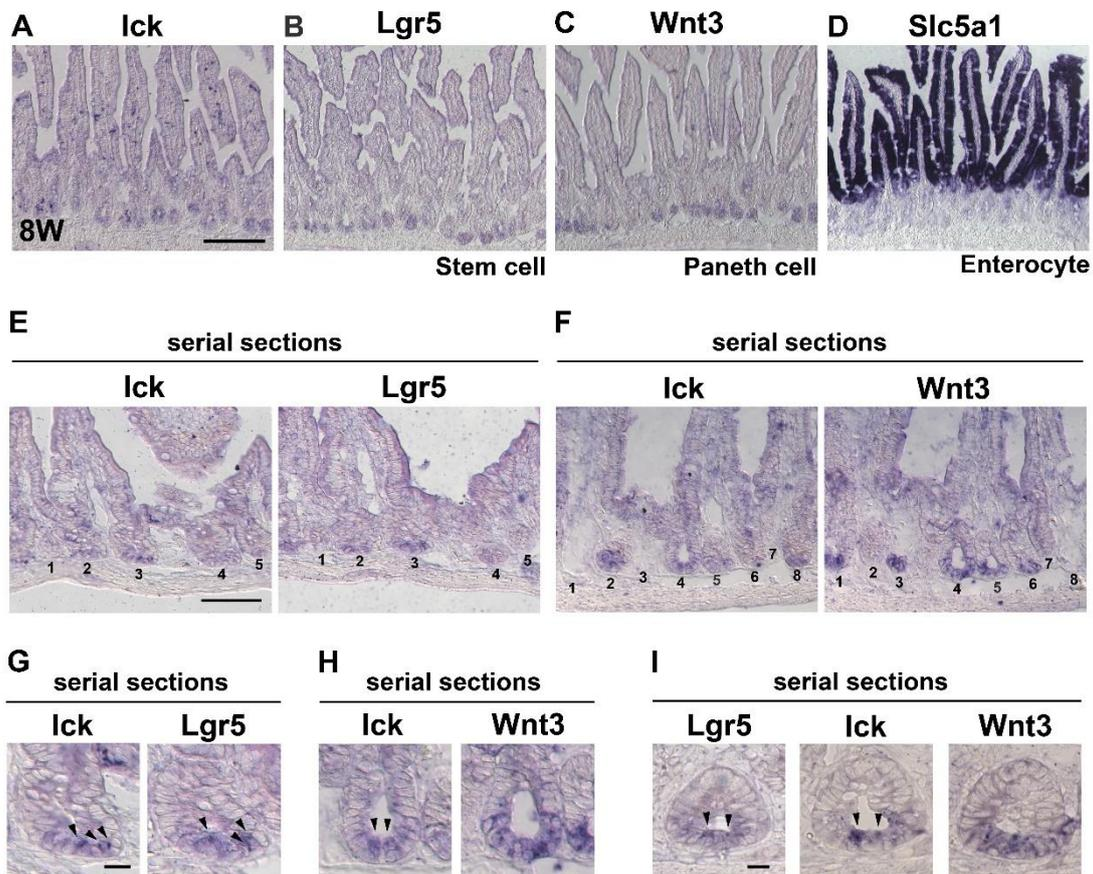 A Ick B Lgr5 C Wnt3 D Slc5a1
8W
Stem cell Paneth cell Enterocyte
E F
serial sections serial sections
Ick Lgr5 Ick Wnt3
1 2 3 4 5 1 2 3 4 5 1 2 3 4 5 6 7 8 1 2 3 4 5 6 7 8
G H I
serial sections serial sections serial sections
Ick Lgr5 Ick Wnt3 Lgr5 Ick Wnt3